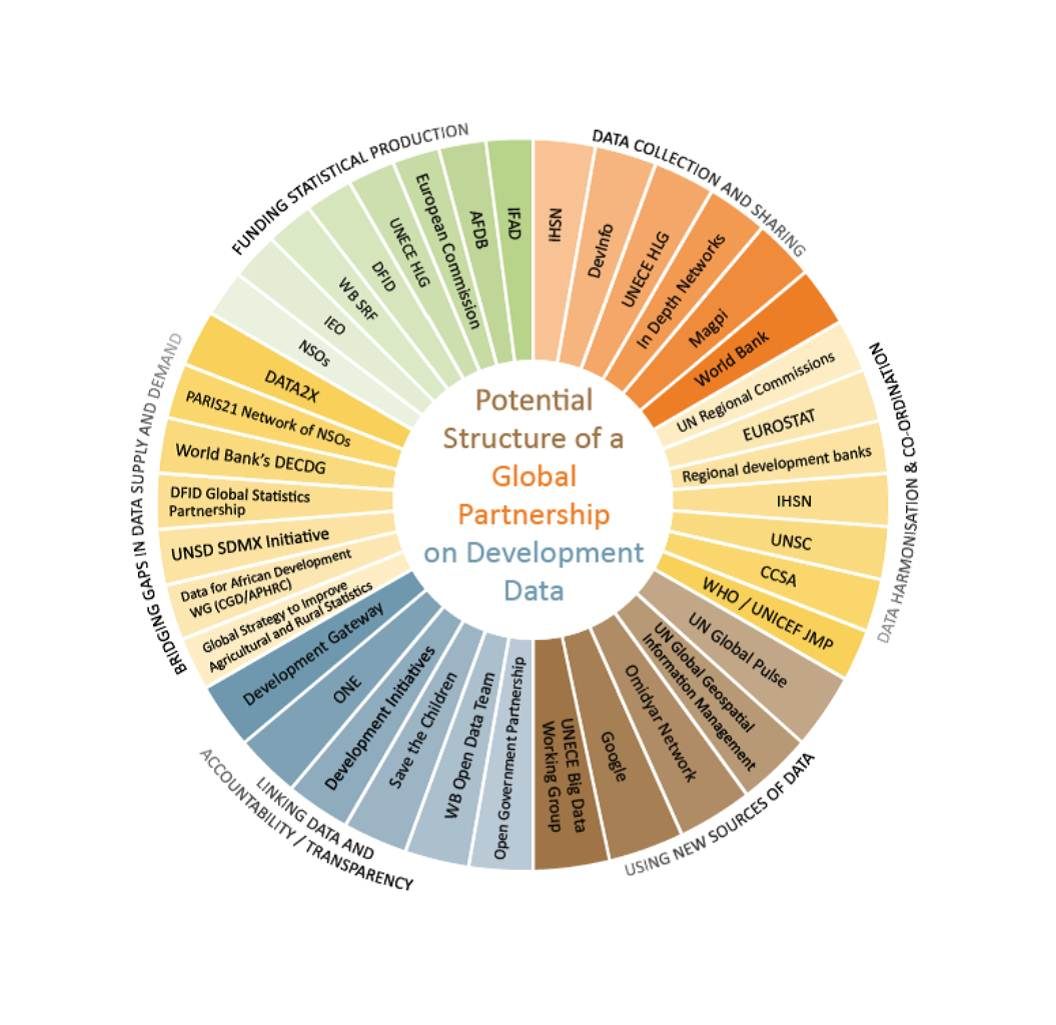 Potential
Structure of a
Global
Partnership
on Development
Data
DATA COLLECTION AND SHARING
IHSN
DevInfo
UNECE HLG
In Depth Networks
Magpi
World Bank
DATA HARMONISATION & CO-ORDINATION
UN Regional Commissions
EUROSTAT
Regional development banks
IHSN
UNSC
CCSA
WHO / UNICEF JMP
USING NEW SOURCES OF DATA
UN Global Pulse
UN Global Geospatial
Information Management
Omidyar Network
Google
UNECE Big Data
Working Group
LINKING DATA AND
ACCOUNTABILITY / TRANSPARENCY
Open Government Partnership
WB Open Data Team
Save the Children
Development Initiatives
ONE
Development Gateway
BRIDGING GAPS IN DATA SUPPLY AND DEMAND
Global Strategy to Improve
Agricultural and Rural Statistics
Data for African Development
WG (CGD/APHRC)
UNSD SDMX Initiative
DFID Global Statistics
Partnership
World Bank's DECDG
PARIS21 Network of NSOs
DATA2X
FUNDING STATISTICAL PRODUCTION
NSOs
IEO
WB SRF
DFID
UNECE HLG
European Commission
AFDB
IFAD